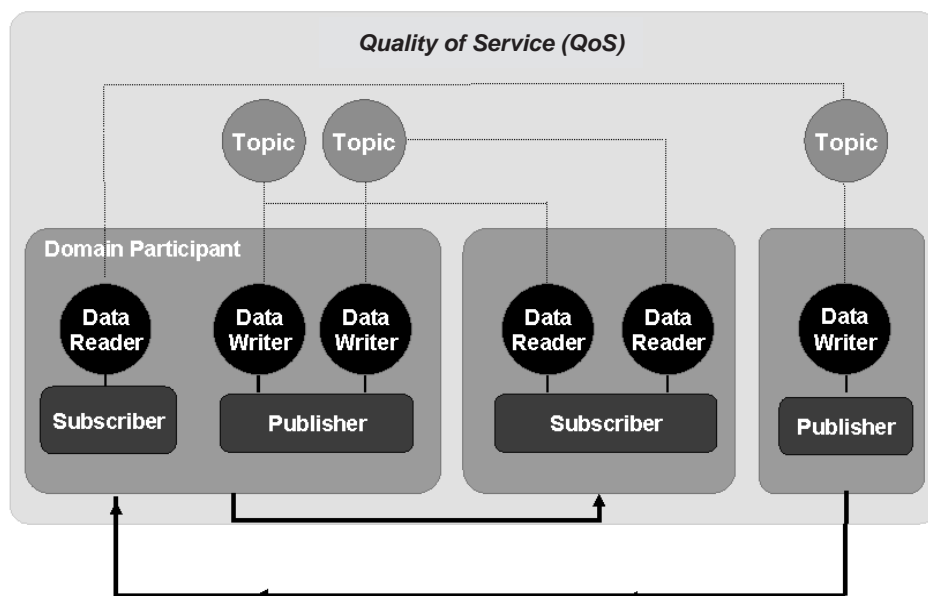 Quality of Service (QoS)
Topic
Topic
Topic
Domain Participant
Data
Reader
Data
Writer
Data
Writer
Data
Reader
Data
Reader
Data
Writer
Subscriber
Publisher
Subscriber
Publisher